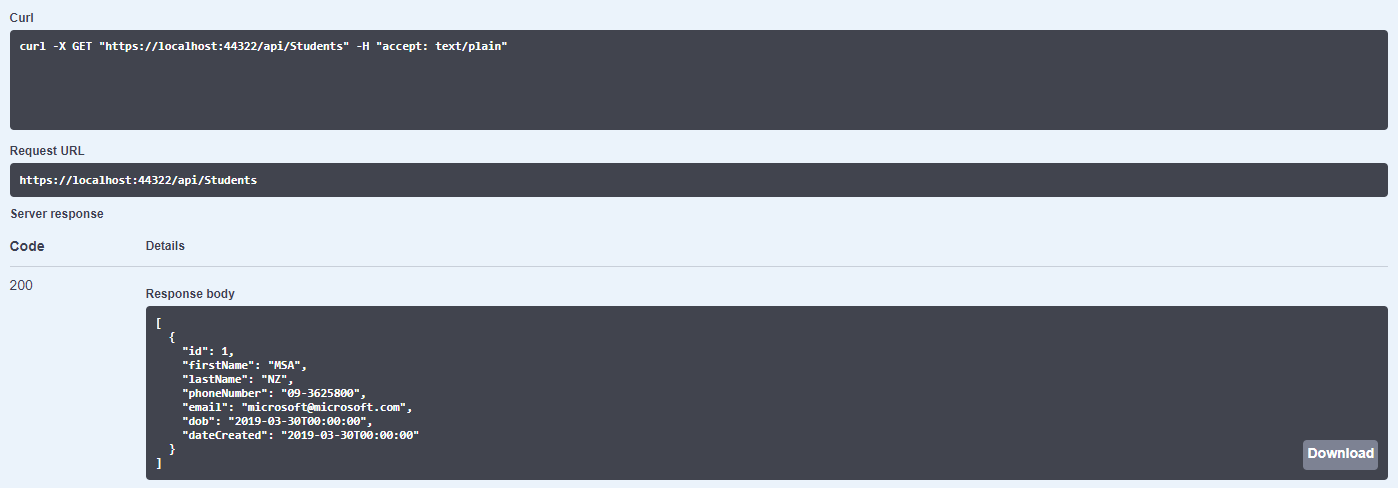 Curl
curl -X GET "https://localhost:44322/api/Students" -H "accept: text/plain"
Request URL
https://localhost:44322/api/Students
Server response
Code Details
200
Response body
[
  {
    "id": 1,
    "firstName": "MSA",
    "lastName": "NZ",
    "phoneNumber": "09-3625800",
    "email": "microsoft@microsoft.com",
    "dob": "2019-03-30T00:00:00",
    "dateCreated": "2019-03-30T00:00:00"
  }
]
Download